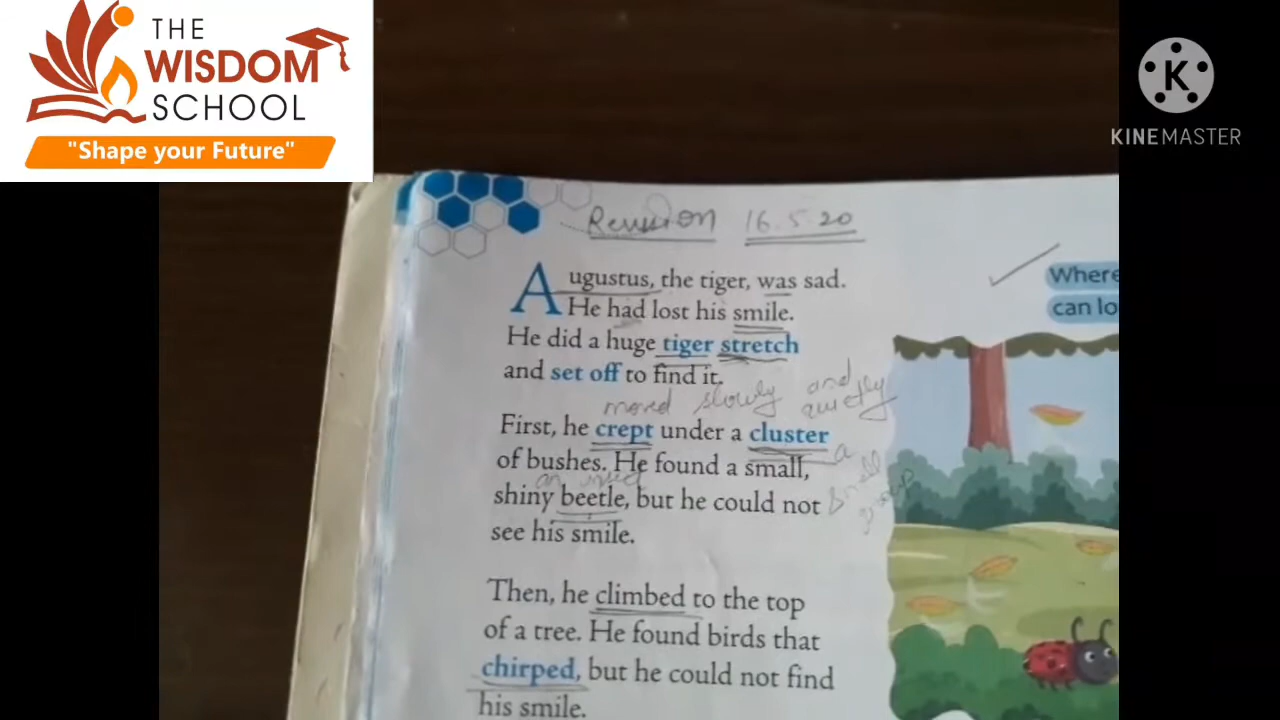 THE
WISDOM
SCHOOL
"Shape your Future"
K
KINEMASTER
Revision 16.5.20
Augustus, the tiger, was sad.
He had lost his smile.
He did a huge tiger stretch
and set off to find it.
moved slowly and
quietly
First, he crept under a cluster
a
small
group
of bushes. He found a small,
an insect
shiny beetle, but he could not
see his smile.
Then, he climbed to the top
of a tree. He found birds that
chirped, but he could not find
his smile.
Where
can lo